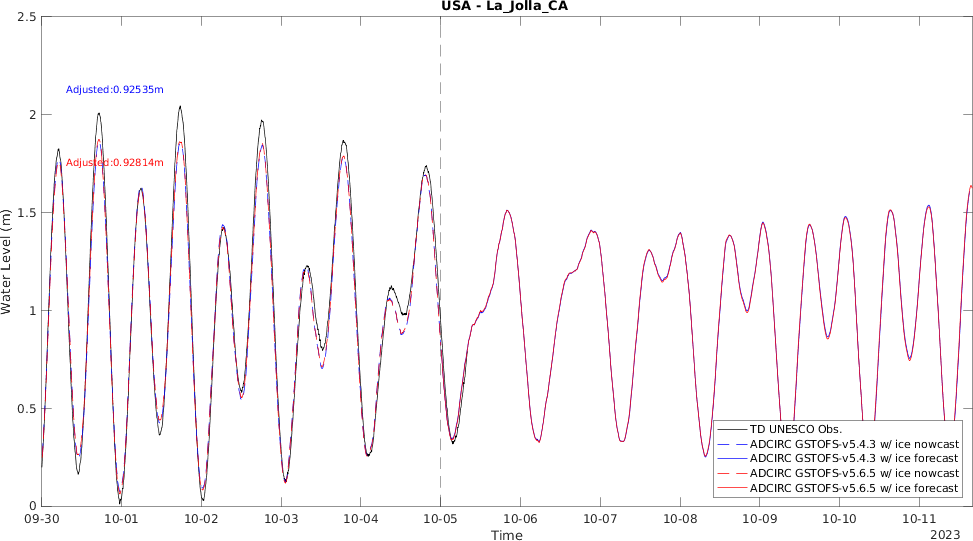 USA - La_Jolla_CA
2.5
2
1.5
1
0.5
0
Water Level (m)
Adjusted:0.92535m
Adjusted:0.92814m
TD UNESCO Obs.
ADCIRC GSTOFS-v5.4.3 w/ ice nowcast
ADCIRC GSTOFS-v5.4.3 w/ ice forecast
ADCIRC GSTOFS-v5.6.5 w/ ice nowcast
ADCIRC GSTOFS-v5.6.5 w/ ice forecast
09-30 10-01 10-02 10-03 10-04 10-05 10-06 10-07 10-08 10-09 10-10 10-11
Time
2023